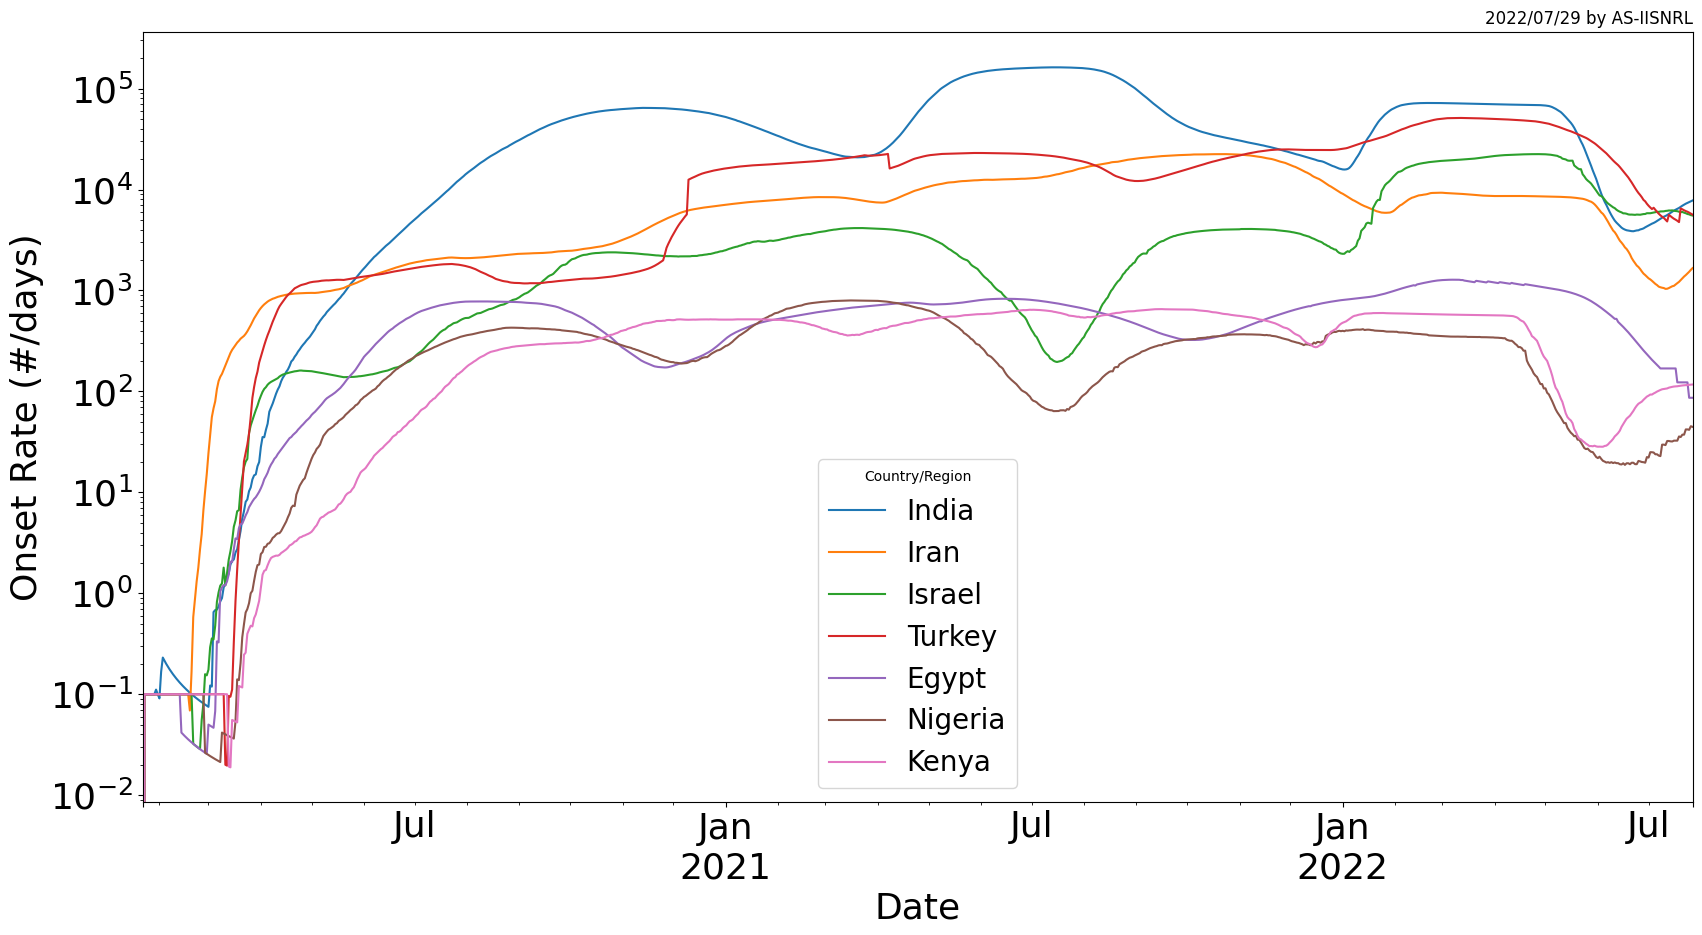 2022/07/29 by AS-IISNRL
Onset Rate (#/days)
10^5
10^4
10^3
10^2
10^1
10^0
10^−1
10^−2
Country/Region
India
Iran
Israel
Turkey
Egypt
Nigeria
Kenya
Jul
Jan
2021
Jul
Jan
2022
Jul
Date